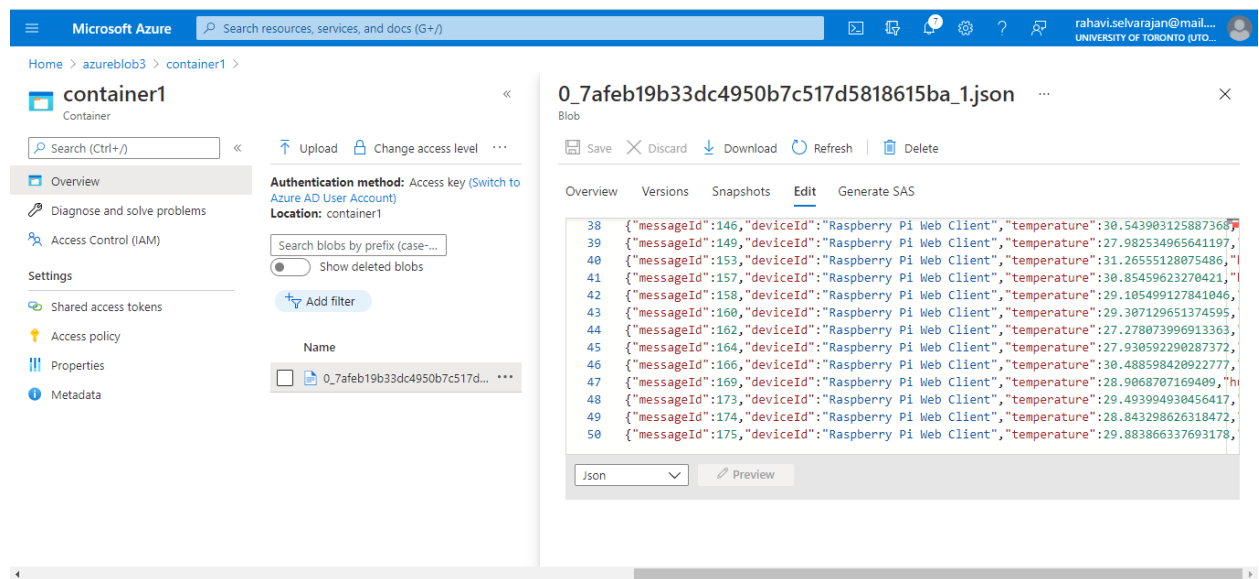 Microsoft Azure
Search resources, services, and docs (G+/)
7
rahavi.selvarajan@mail....
UNIVERSITY OF TORONTO (UTO...
Home > azureblob3 > container1 >
container1
Container
Search (Ctrl+/)
Overview
Diagnose and solve problems
Access Control (IAM)
Settings
Shared access tokens
Access policy
Properties
Metadata
Upload
Change access level
Authentication method: Access key (Switch to
Azure AD User Account)
Location: container1
Search blobs by prefix (case-...
Show deleted blobs
Add filter
Name
0_7afeb19b33dc4950b7c517d...
0_7afeb19b33dc4950b7c517d5818615ba_1.json
Blob
Save Discard Download Refresh Delete
Overview Versions Snapshots Edit Generate SAS
38 {"messageId":146,"deviceId":"Raspberry Pi Web Client","temperature":30.543903125887368,
39 {"messageId":149,"deviceId":"Raspberry Pi Web Client","temperature":27.982534965641197,"
40 {"messageId":153,"deviceId":"Raspberry Pi Web Client","temperature":31.26555128075486,"
41 {"messageId":157,"deviceId":"Raspberry Pi Web Client","temperature":30.85459623270421,"
42 {"messageId":158,"deviceId":"Raspberry Pi Web Client","temperature":29.105499127841046,"
43 {"messageId":160,"deviceId":"Raspberry Pi Web Client","temperature":29.307129651374595,"
44 {"messageId":162,"deviceId":"Raspberry Pi Web Client","temperature":27.278073996913363,"
45 {"messageId":164,"deviceId":"Raspberry Pi Web Client","temperature":27.930592290287372,"
46 {"messageId":166,"deviceId":"Raspberry Pi Web Client","temperature":30.488598420922777,"
47 {"messageId":169,"deviceId":"Raspberry Pi Web Client","temperature":28.9068707169409,"hu
48 {"messageId":173,"deviceId":"Raspberry Pi Web Client","temperature":29.493994930456417,"
49 {"messageId":174,"deviceId":"Raspberry Pi Web Client","temperature":28.843298626318472,"
50 {"messageId":175,"deviceId":"Raspberry Pi Web Client","temperature":29.883866337693178,"
Json
Preview